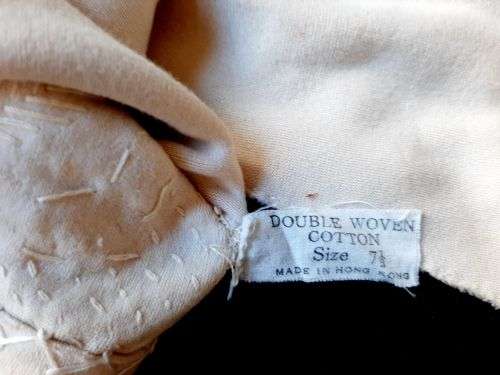 DOUBLE WOVEN
COTTON
Size 7½
MADE IN HONG KONG